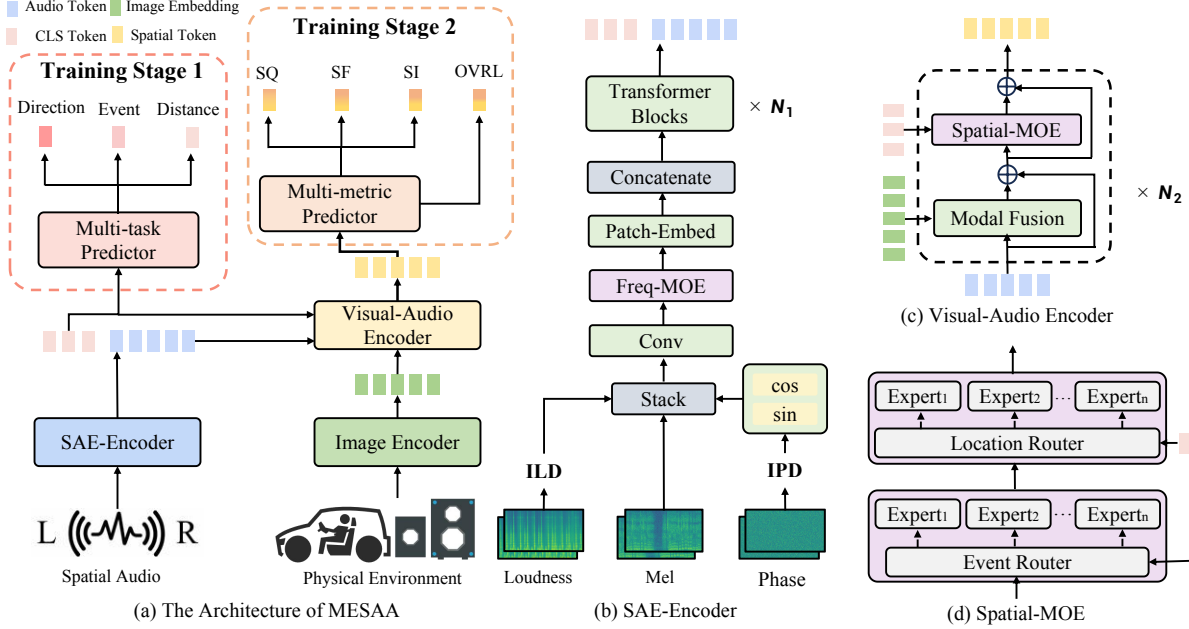 Audio Token
Image Embedding
CLS Token
Spatial Token
Training Stage 1
Direction
Event
Distance
Multi-task
Predictor
Training Stage 2
SQ
SF
SI
OVRL
Multi-metric
Predictor
Visual-Audio
Encoder
SAE-Encoder
Image Encoder
L
R
Spatial Audio
Physical Environment
(a) The Architecture of MESAA
Transformer
Blocks
× N1
Concatenate
Patch-Embed
Freq-MOE
Conv
Stack
cos
sin
ILD
IPD
Loudness
Mel
Phase
(b) SAE-Encoder
Spatial-MOE
Modal Fusion
× N2
(c) Visual-Audio Encoder
Expert1
Expert2
...
Expertn
Location Router
Expert1
Expert2
...
Expertn
Event Router
(d) Spatial-MOE